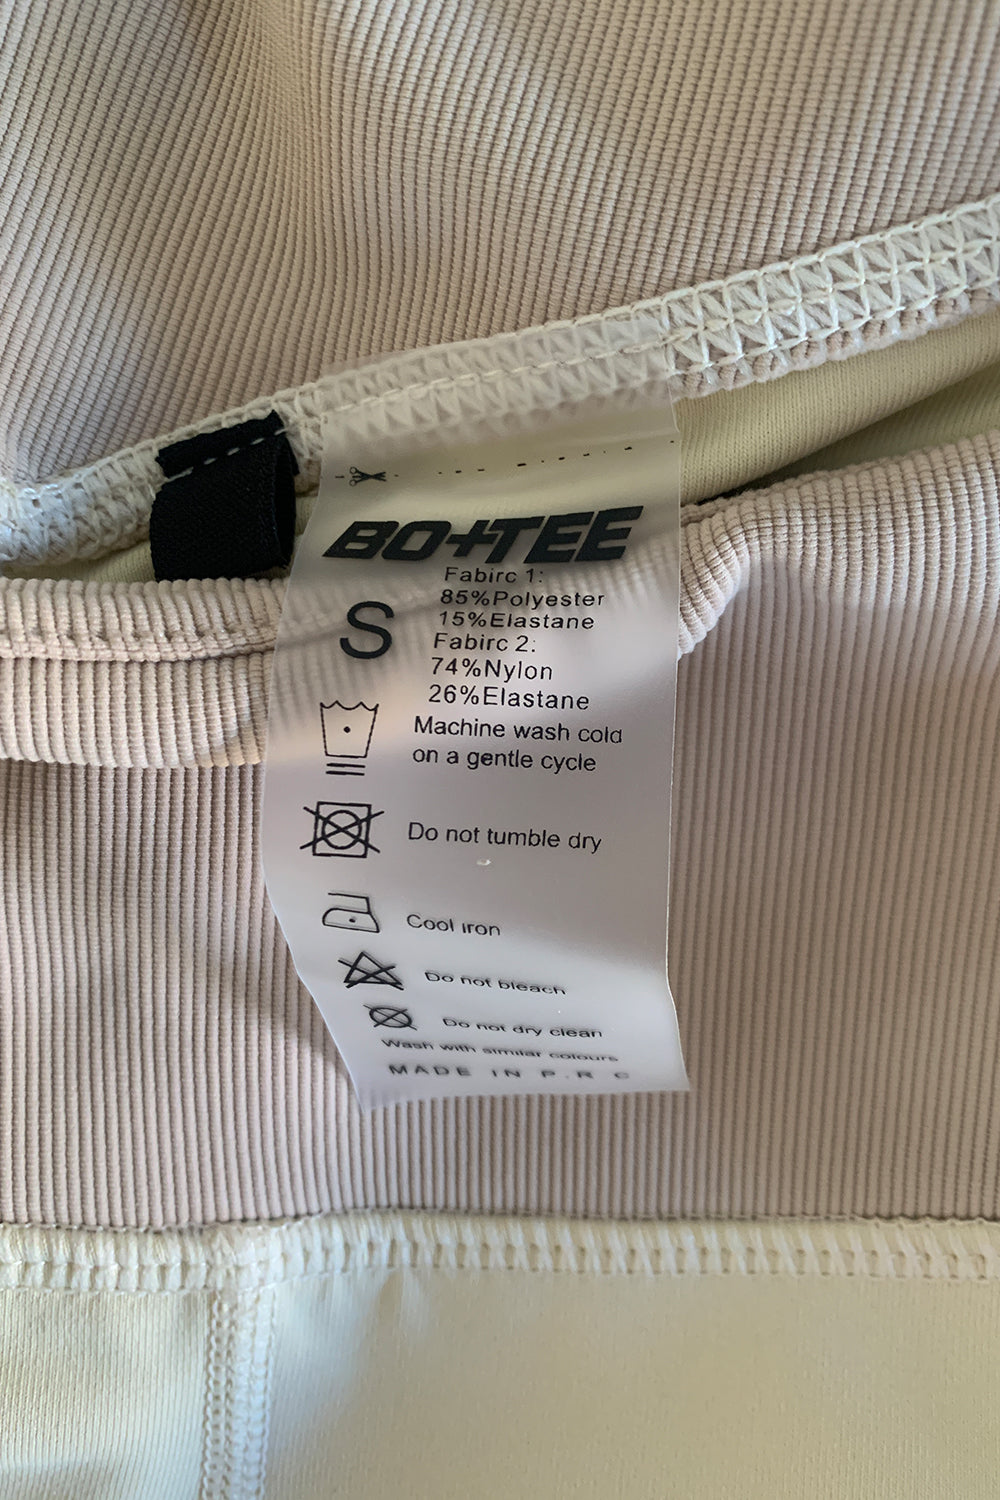 BO+TEE
Fabirc 1:
85%Polyester
S
15%Elastane
Fabirc 2:
74%Nylon
26%Elastane
Machine wash cold
on a gentle cycle
Do not tumble dry
Cool iron
Do not bleach
Do not dry clean
Wash with similar colours
MADE IN P.R C